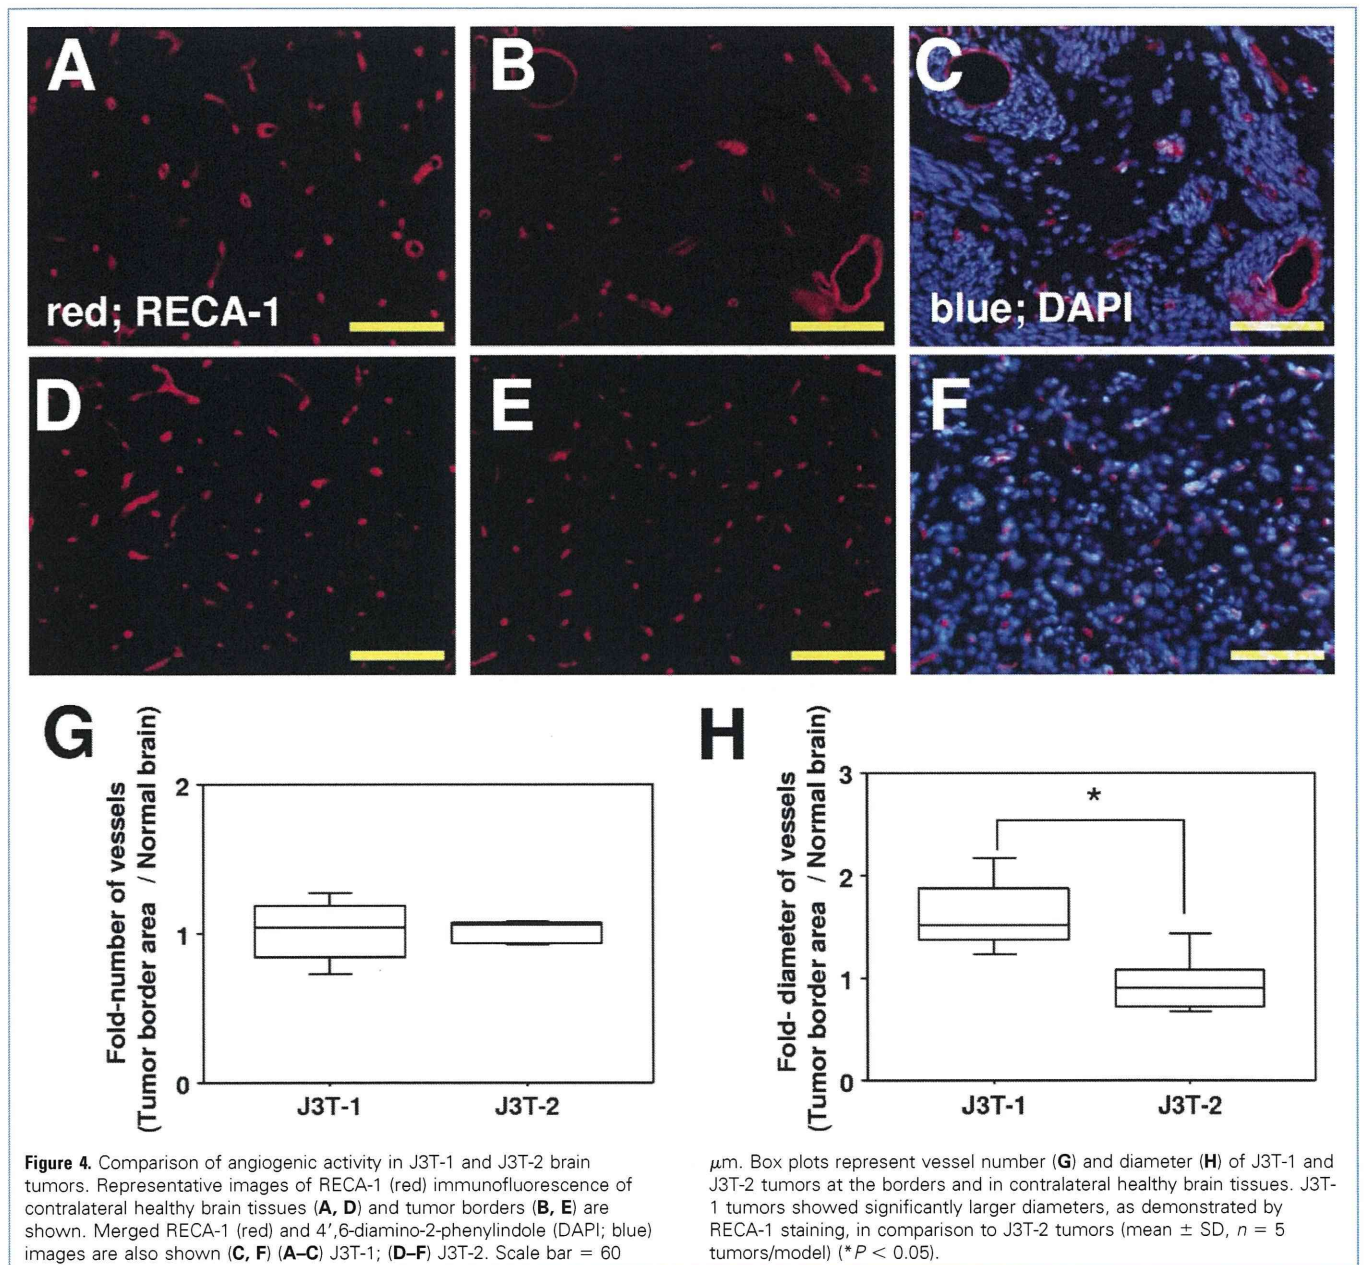 A
B
C
red; RECA-1
blue; DAPI
D
E
F
G
Fold-number of vessels
(Tumor border area / Normal brain)
2
1
0
J3T-1
J3T-2
H
Fold- diameter of vessels
(Tumor border area / Normal brain)
3
2
1
0
*
J3T-1
J3T-2
Figure 4. Comparison of angiogenic activity in J3T-1 and J3T-2 brain
tumors. Representative images of RECA-1 (red) immunofluorescence of
contralateral healthy brain tissues (A, D) and tumor borders (B, E) are
shown. Merged RECA-1 (red) and 4′,6-diamino-2-phenylindole (DAPI; blue)
images are also shown (C, F) (A–C) J3T-1; (D–F) J3T-2. Scale bar = 60
μm. Box plots represent vessel number (G) and diameter (H) of J3T-1 and
J3T-2 tumors at the borders and in contralateral healthy brain tissues. J3T-
1 tumors showed significantly larger diameters, as demonstrated by
RECA-1 staining, in comparison to J3T-2 tumors (mean ± SD, n = 5
tumors/model) (*P < 0.05).